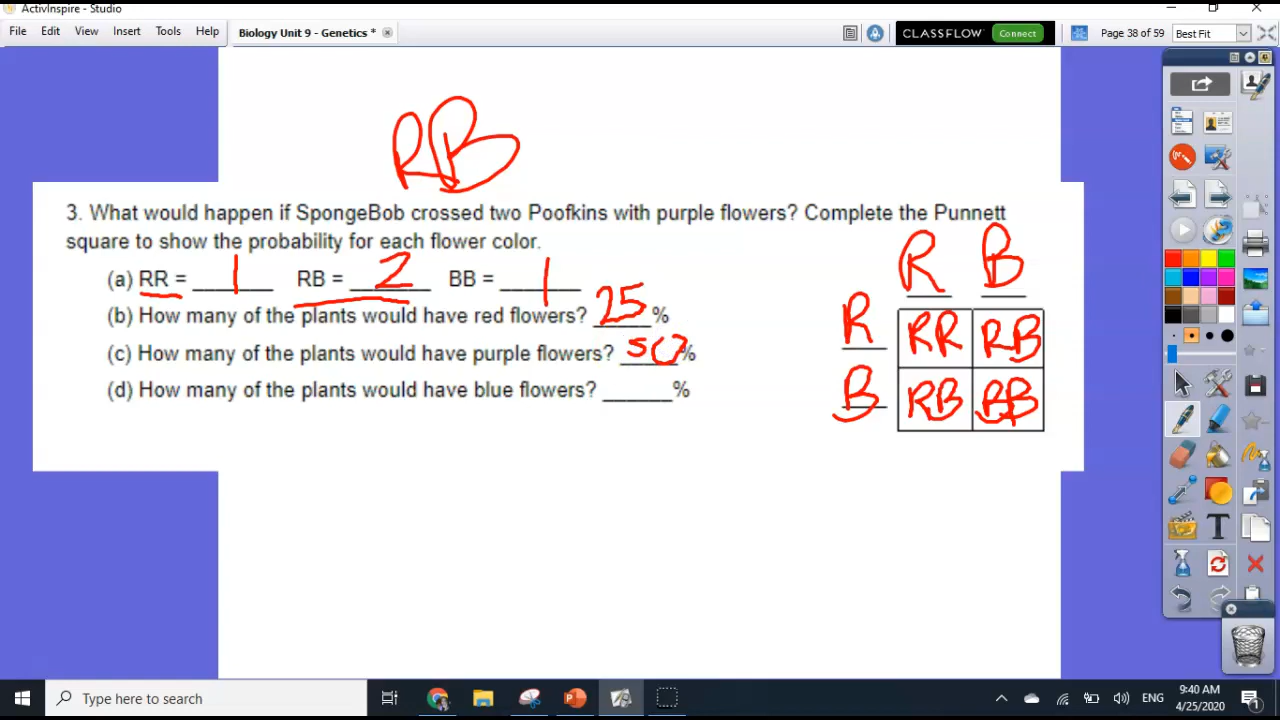 ActivInspire - Studio
File Edit View Insert Tools Help
Biology Unit 9 - Genetics *
CLASSFLOW Connect
Page 38 of 59
Best Fit
RB
3. What would happen if SpongeBob crossed two Poofkins with purple flowers? Complete the Punnett
square to show the probability for each flower color.
(a) RR = 1 RB = 2 BB = 1
(b) How many of the plants would have red flowers? 25 %
(c) How many of the plants would have purple flowers? 50 %
(d) How many of the plants would have blue flowers? ______%
R B
R RR RB
B RB BB
Type here to search
ENG
9:40 AM
4/25/2020